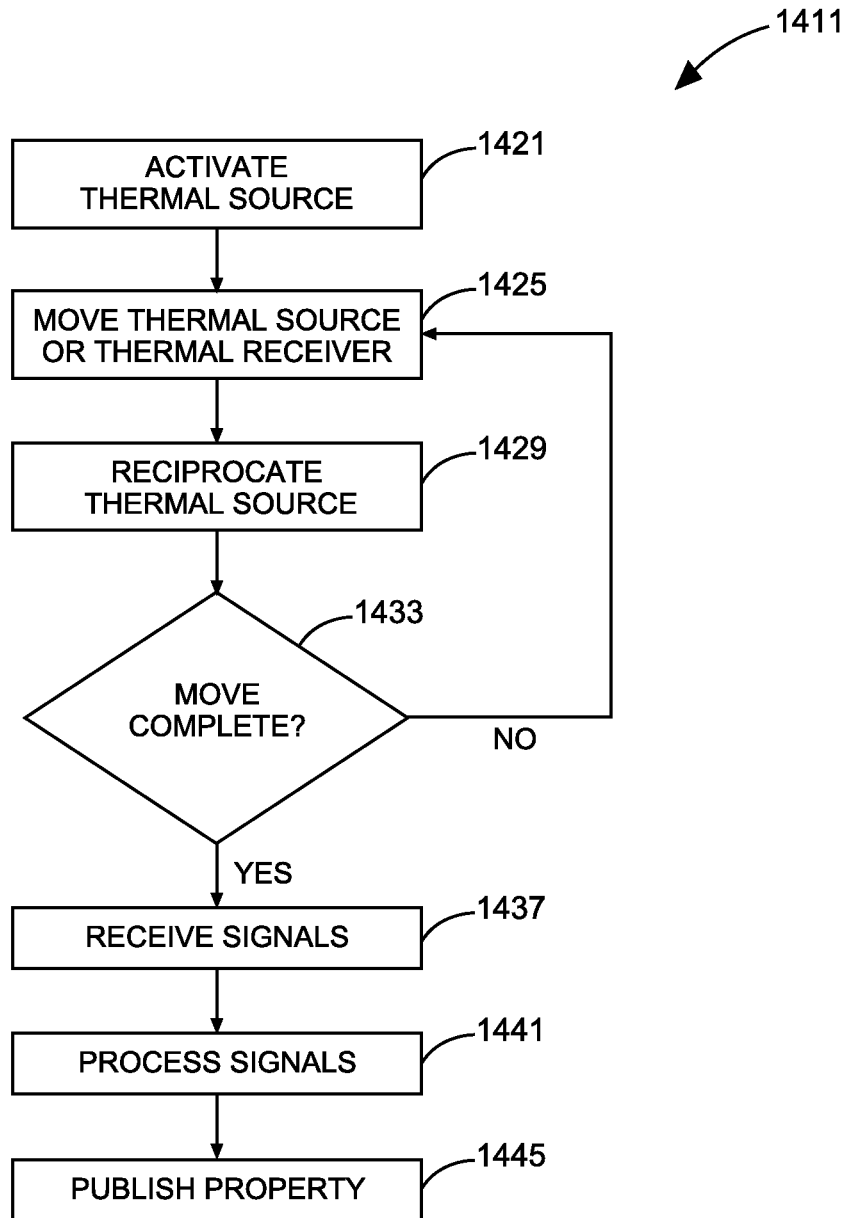 1411
1421
ACTIVATE
THERMAL SOURCE
1425
MOVE THERMAL SOURCE
OR THERMAL RECEIVER
1429
RECIPROCATE
THERMAL SOURCE
1433
MOVE
COMPLETE?
NO
YES
1437
RECEIVE SIGNALS
1441
PROCESS SIGNALS
1445
PUBLISH PROPERTY